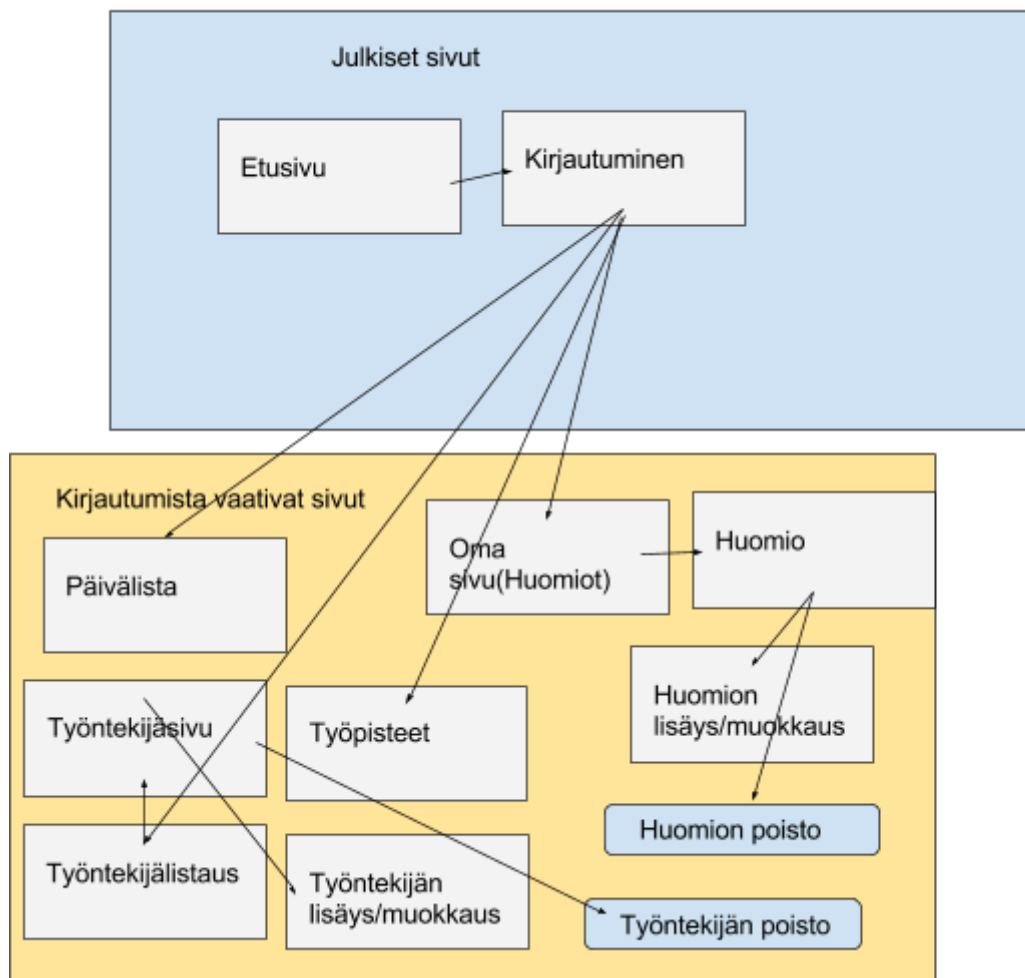 Julkiset sivut
Etusivu
Kirjautuminen
Kirjautumista vaativat sivut
Päivälista
Oma
sivu(Huomiot)
Huomio
Työntekijäsivu
Työpisteet
Huomion
lisäys/muokkaus
Huomion poisto
Työntekijälistaus
Työntekijän
lisäys/muokkaus
Työntekijän poisto